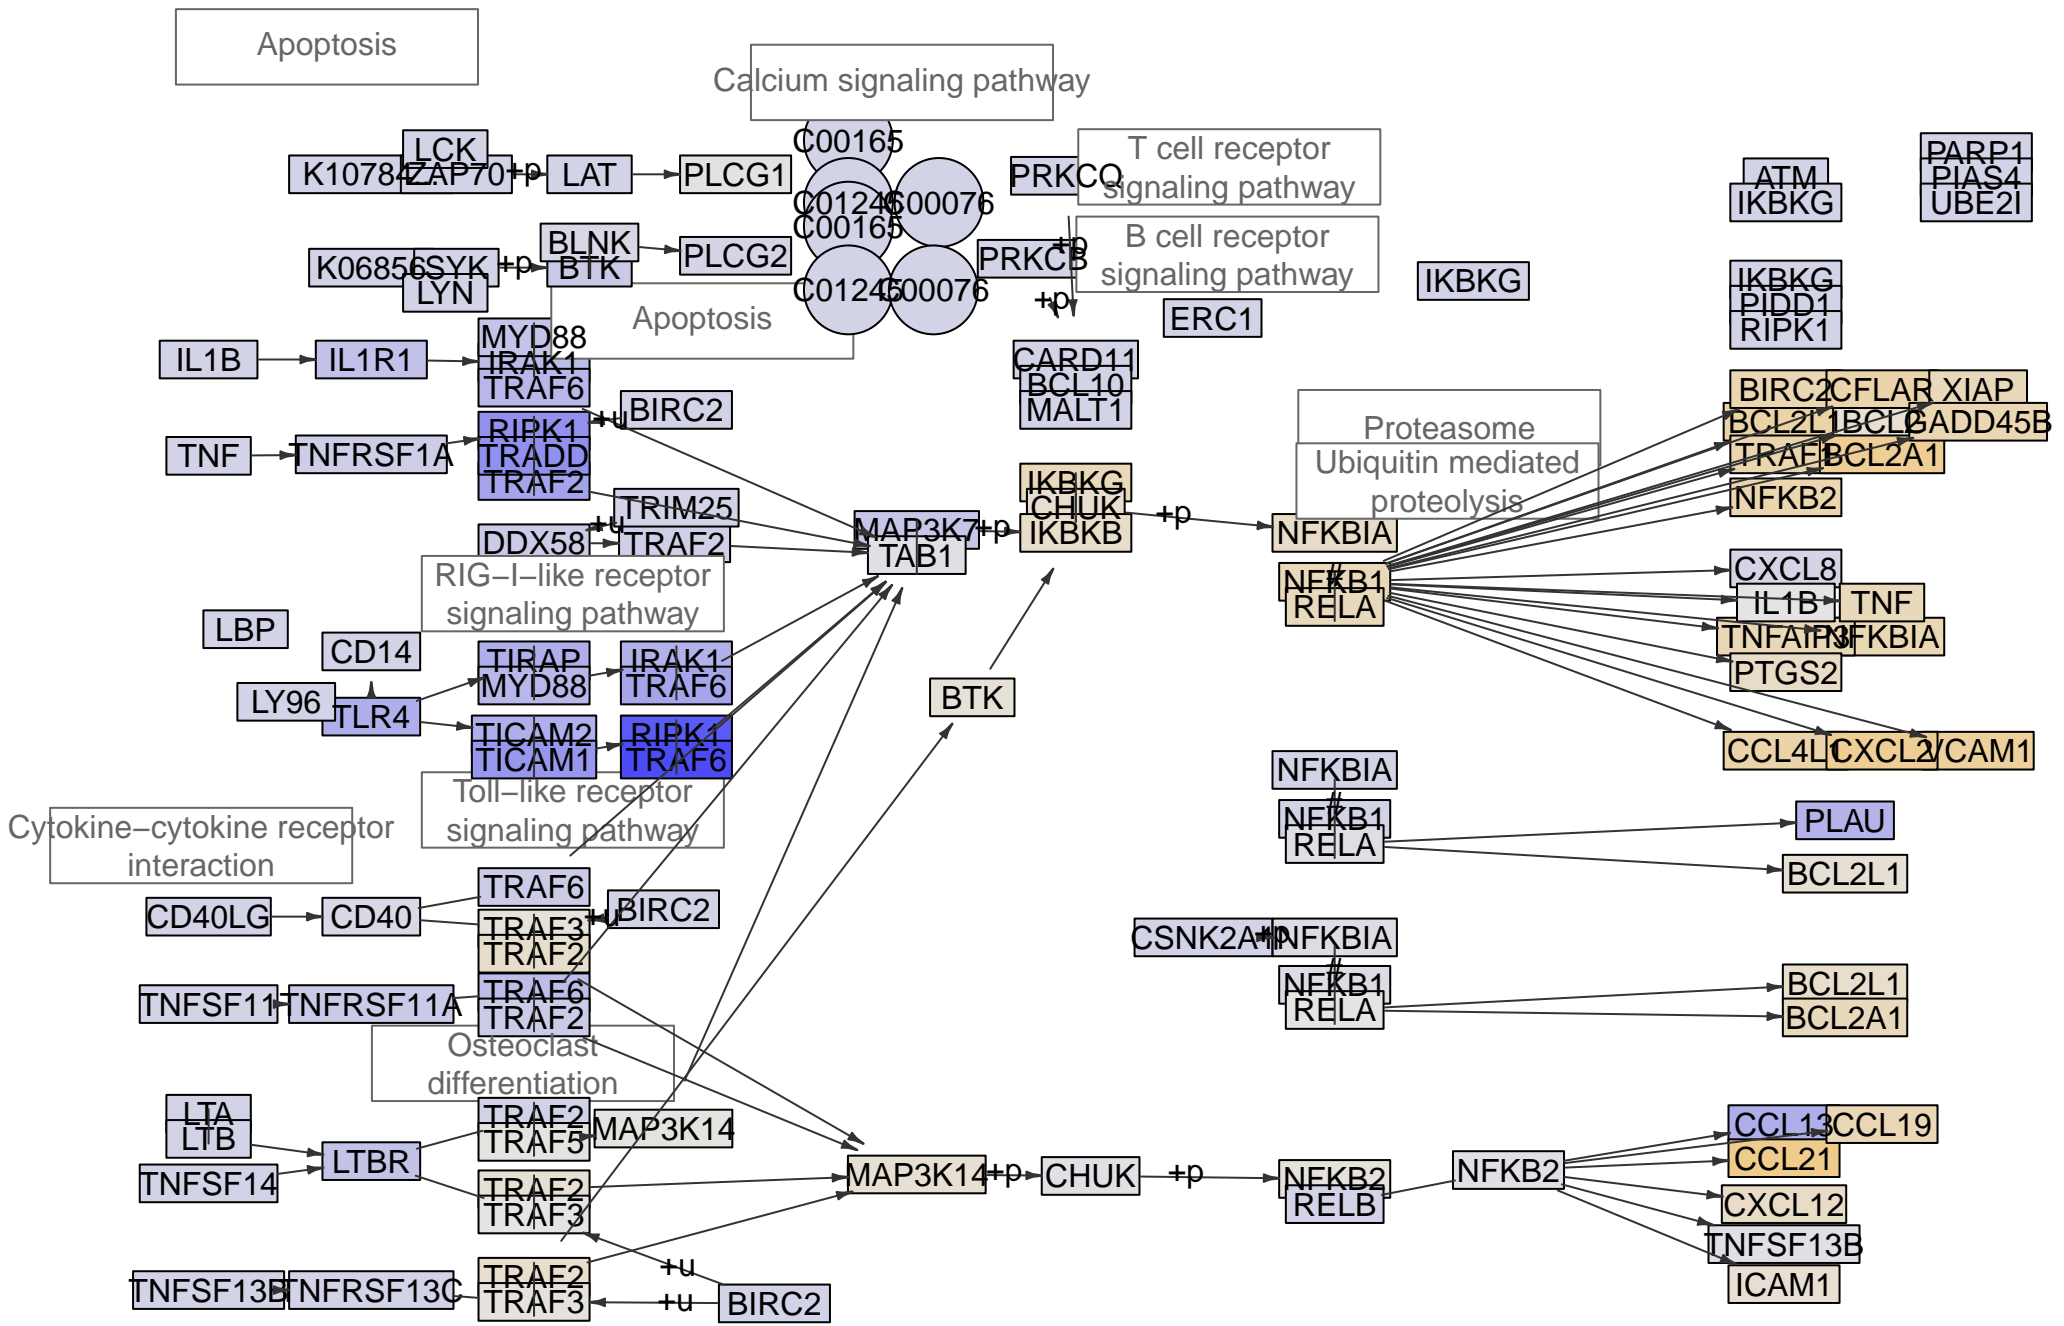 Apoptosis
Calcium signaling pathway
LCK
K10784
ZAP70
+p
LAT
PLCG1
C00165
C01245
C00076
C00165
C01245
C00076
PRKCQ
T cell receptor
signaling pathway
PRKCB
+p
B cell receptor
signaling pathway
+p
ATM
IKBKG
PARP1
PIAS4
UBE2I
K06856
SYK
LYN
+p
BLNK
BTK
PLCG2
Apoptosis
ERC1
IKBKG
IKBKG
PIDD1
RIPK1
IL1B
IL1R1
MYD88
IRAK1
TRAF6
CARD11
BCL10
MALT1
TNF
TNFRSF1A
RIPK1
TRADD
TRAF2
+u
BIRC2
Proteasome
Ubiquitin mediated
proteolysis
BIRC2
CFLAR
XIAP
BCL2L1
BCL2
GADD45B
TRAF1
BCL2A1
NFKB2
DDX58
+u
TRIM25
TRAF2
MAP3K7
TAB1
+p
IKBKG
CHUK
IKBKB
+p
NFKBIA
NFKB1
RELA
RIG−I−like receptor
signaling pathway
CXCL8
IL1B
TNF
TNFAIP3
NFKBIA
PTGS2
CCL4L1
CXCL2
VCAM1
LBP
CD14
LY96
TLR4
TIRAP
MYD88
IRAK1
TRAF6
TICAM2
TICAM1
RIPK1
TRAF6
BTK
Toll−like receptor
signaling pathway
Cytokine−cytokine receptor
interaction
NFKBIA
NFKB1
RELA
PLAU
BCL2L1
CD40LG
CD40
TRAF6
TRAF3
TRAF2
+u
BIRC2
CSNK2A1
+p
NFKBIA
NFKB1
RELA
BCL2L1
BCL2A1
TNFSF11
TNFRSF11A
TRAF6
TRAF2
Osteoclast
differentiation
LTA
LTB
TNFSF14
LTBR
TRAF2
TRAF5
MAP3K14
TRAF2
TRAF3
MAP3K14
+p
CHUK
+p
NFKB2
RELB
NFKB2
CCL13
CCL19
CCL21
CXCL12
TNFSF13B
ICAM1
TNFSF13B
TNFRSF13C
TRAF2
TRAF3
+u
+u
BIRC2